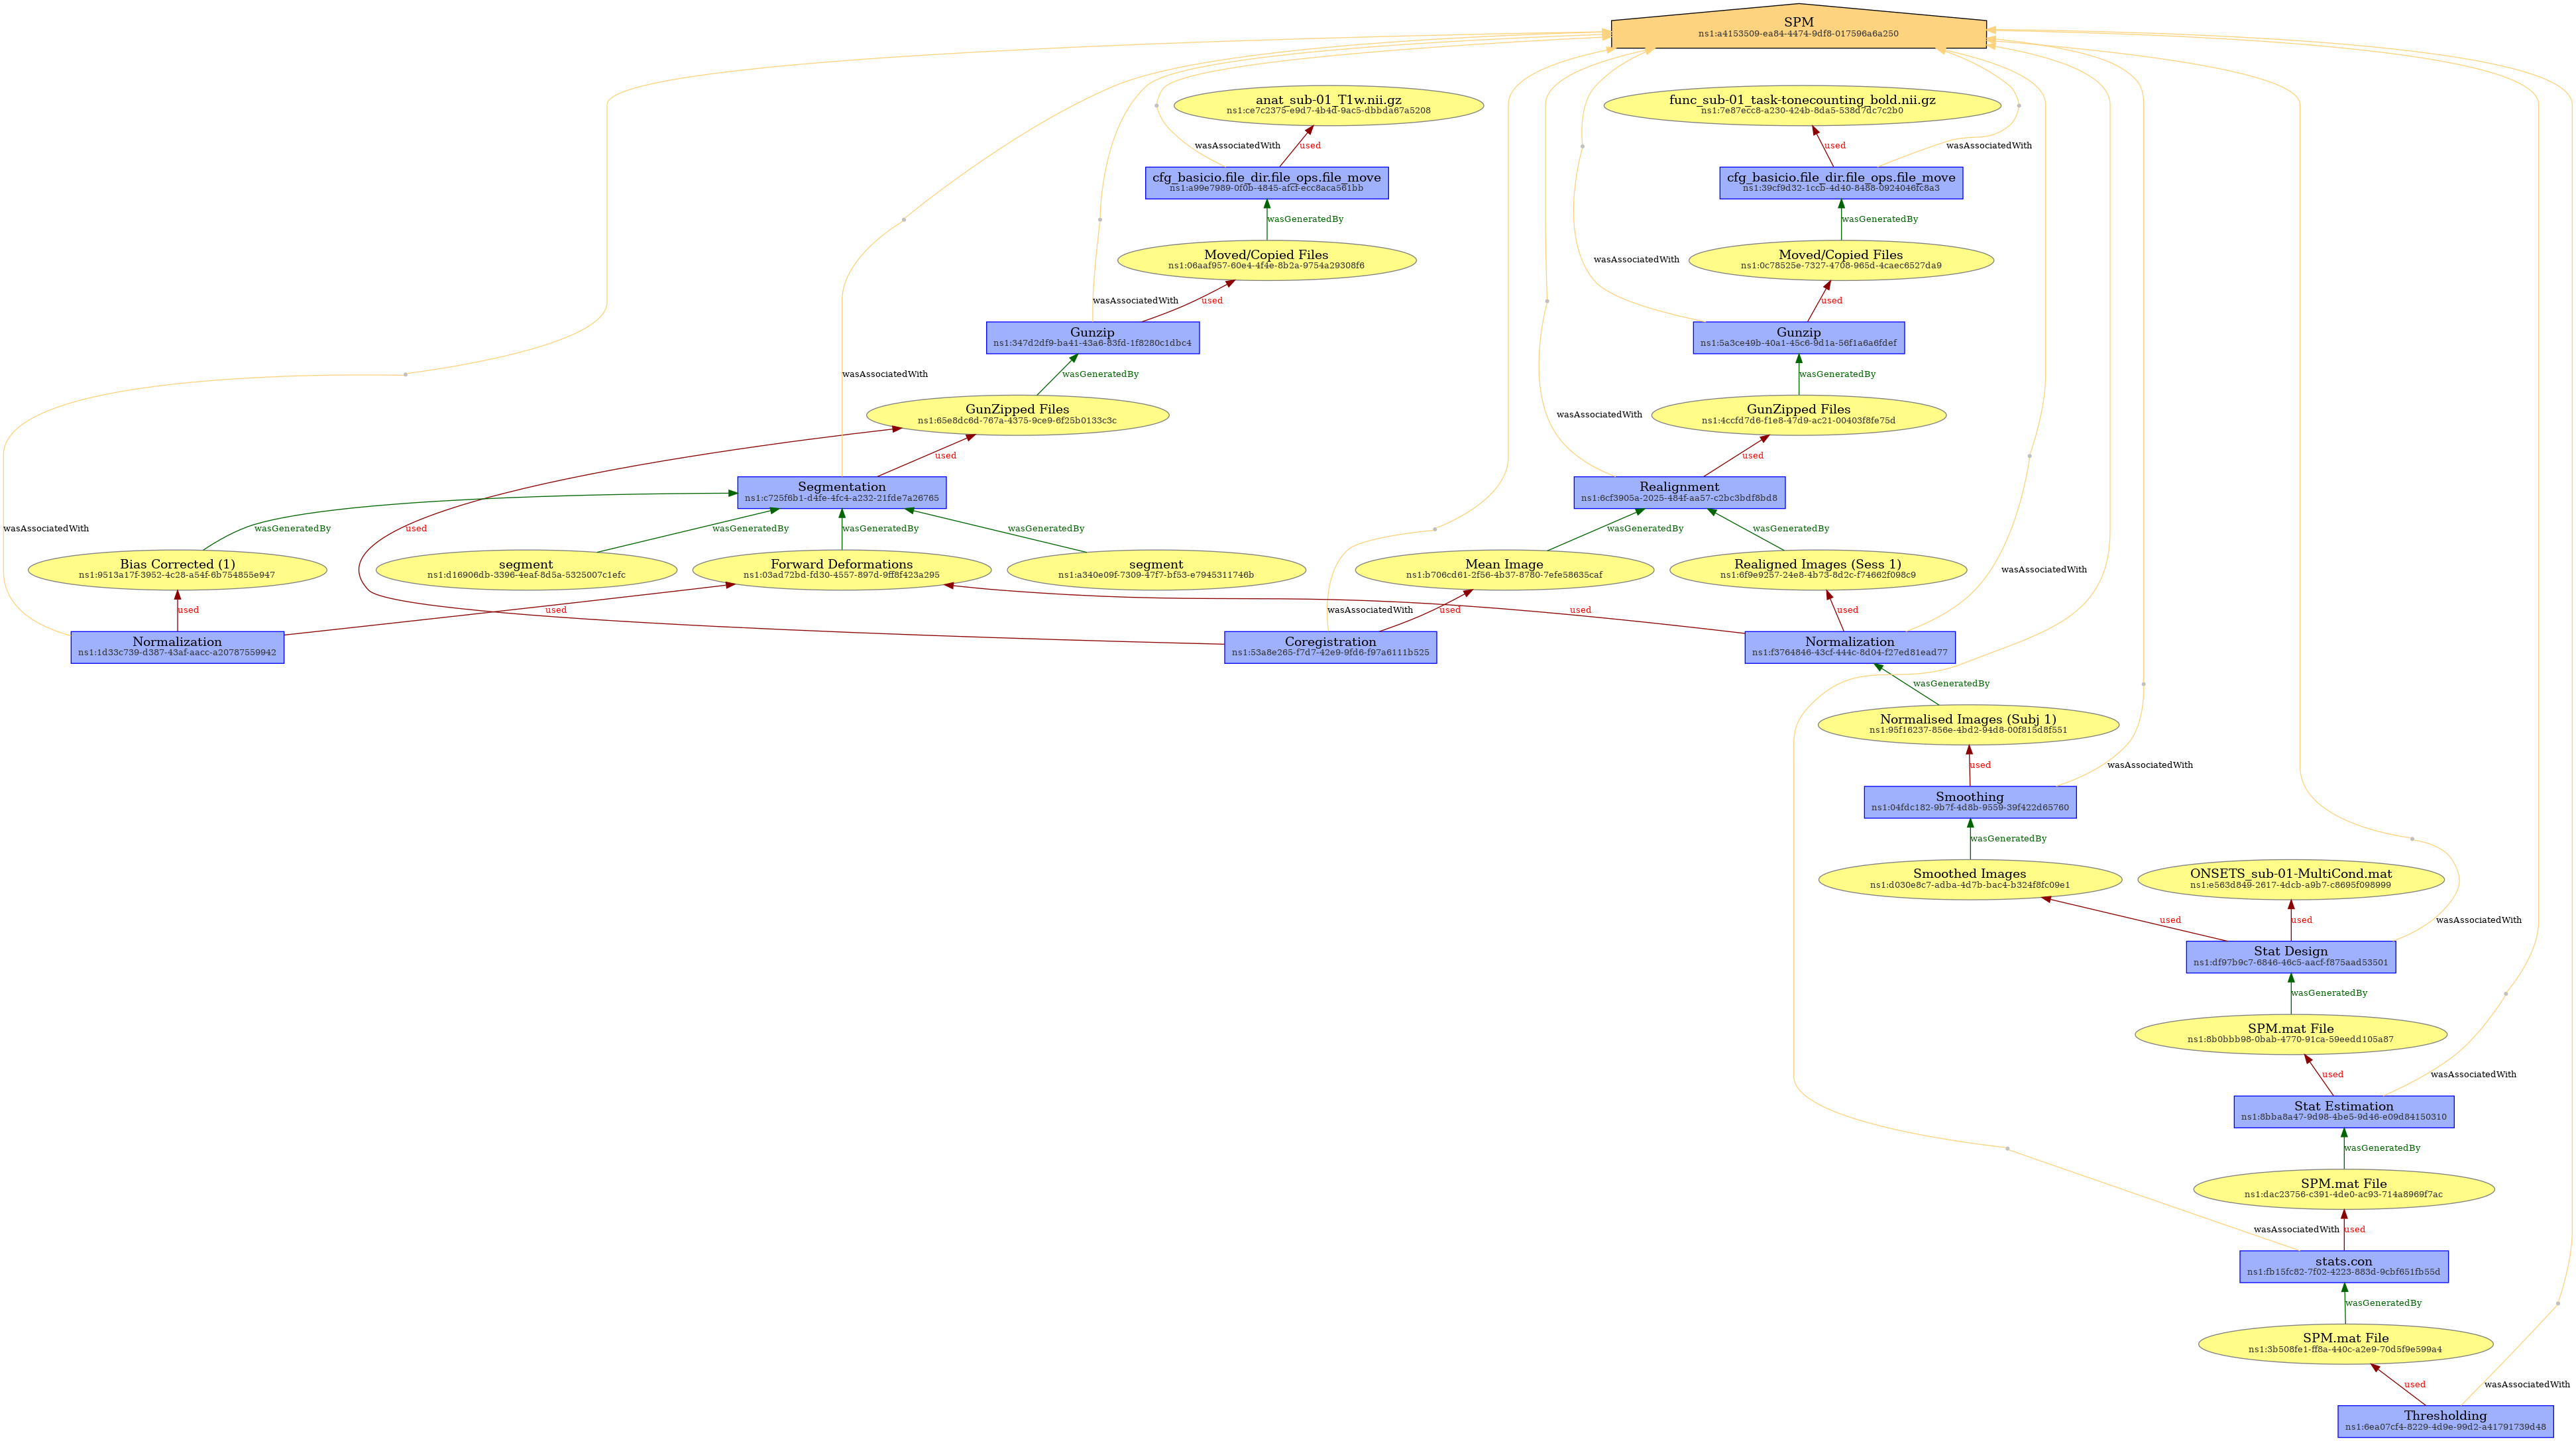 SPM
ns1:a4153509-ea84-4474-9df8-017596a6a250
anat_sub-01_T1w.nii.gz
ns1:ce7c2375-e9d7-4b4d-9ac5-dbbda67a5208
func_sub-01_task-tonecounting_bold.nii.gz
ns1:7e87ecc8-a230-424b-8da5-538d7dc7c2b0
wasAssociatedWith
used
used
wasAssociatedWith
cfg_basicio.file_dir.file_ops.file_move
ns1:a99e7989-0f0b-4845-afcf-ecc8aca561bb
cfg_basicio.file_dir.file_ops.file_move
ns1:39cf9d32-1ccb-4d40-8488-0924046fc8a3
wasGeneratedBy
wasGeneratedBy
Moved/Copied Files
ns1:06aaf957-60e4-4f4e-8b2a-9754a29308f6
Moved/Copied Files
ns1:0c78525e-7327-4708-965d-4caec6527da9
wasAssociatedWith
used
wasAssociatedWith
used
Gunzip
ns1:347d2df9-ba41-43a6-83fd-1f8280c1dbc4
Gunzip
ns1:5a3ce49b-40a1-45c6-9d1a-56f1a6a6fdef
wasAssociatedWith
wasGeneratedBy
wasGeneratedBy
GunZipped Files
ns1:65e8dc6d-767a-4375-9ce9-6f25b0133c3c
GunZipped Files
ns1:4ccfd7d6-f1e8-47d9-ac21-00403f8fe75d
wasAssociatedWith
used
used
Segmentation
ns1:c725f6b1-d4fe-4fc4-a232-21fde7a26765
Realignment
ns1:6cf3905a-2025-484f-aa57-c2bc3bdf8bd8
wasAssociatedWith
wasGeneratedBy
used
wasGeneratedBy
wasGeneratedBy
wasGeneratedBy
wasGeneratedBy
wasGeneratedBy
Bias Corrected (1)
ns1:9513a17f-3952-4c28-a54f-6b754855e947
segment
ns1:d16906db-3396-4eaf-8d5a-5325007c1efc
Forward Deformations
ns1:03ad72bd-fd30-4557-897d-9ff8f423a295
segment
ns1:a340e09f-7309-47f7-bf53-e7945311746b
Mean Image
ns1:b706cd61-2f56-4b37-8780-7efe58635caf
Realigned Images (Sess 1)
ns1:6f9e9257-24e8-4b73-8d2c-f74662f098c9
wasAssociatedWith
used
used
wasAssociatedWith
used
used
used
Normalization
ns1:1d33c739-d387-43af-aacc-a20787559942
Coregistration
ns1:53a8e265-f7d7-42e9-9fd6-f97a6111b525
Normalization
ns1:f3764846-43cf-444c-8d04-f27ed81ead77
wasGeneratedBy
Normalised Images (Subj 1)
ns1:95f16237-856e-4bd2-94d8-00f815d8f551
used
wasAssociatedWith
Smoothing
ns1:04fdc182-9b7f-4d8b-9559-39f422d65760
wasGeneratedBy
Smoothed Images
ns1:d030e8c7-adba-4d7b-bac4-b324f8fc09e1
ONSETS_sub-01-MultiCond.mat
ns1:e563d849-2617-4dcb-a9b7-c8695f098999
used
used
wasAssociatedWith
Stat Design
ns1:df97b9c7-6846-46c5-aacf-f875aad53501
wasGeneratedBy
SPM.mat File
ns1:8b0bbb98-0bab-4770-91ca-59eedd105a87
used
wasAssociatedWith
Stat Estimation
ns1:8bba8a47-9d98-4be5-9d46-e09d84150310
wasGeneratedBy
SPM.mat File
ns1:dac23756-c391-4de0-ac93-714a8969f7ac
wasAssociatedWith
used
stats.con
ns1:fb15fc82-7f02-4223-883d-9cbf651fb55d
wasGeneratedBy
SPM.mat File
ns1:3b508fe1-ff8a-440c-a2e9-70d5f9e599a4
used
wasAssociatedWith
Thresholding
ns1:6ea07cf4-8229-4d9e-99d2-a41791739d48